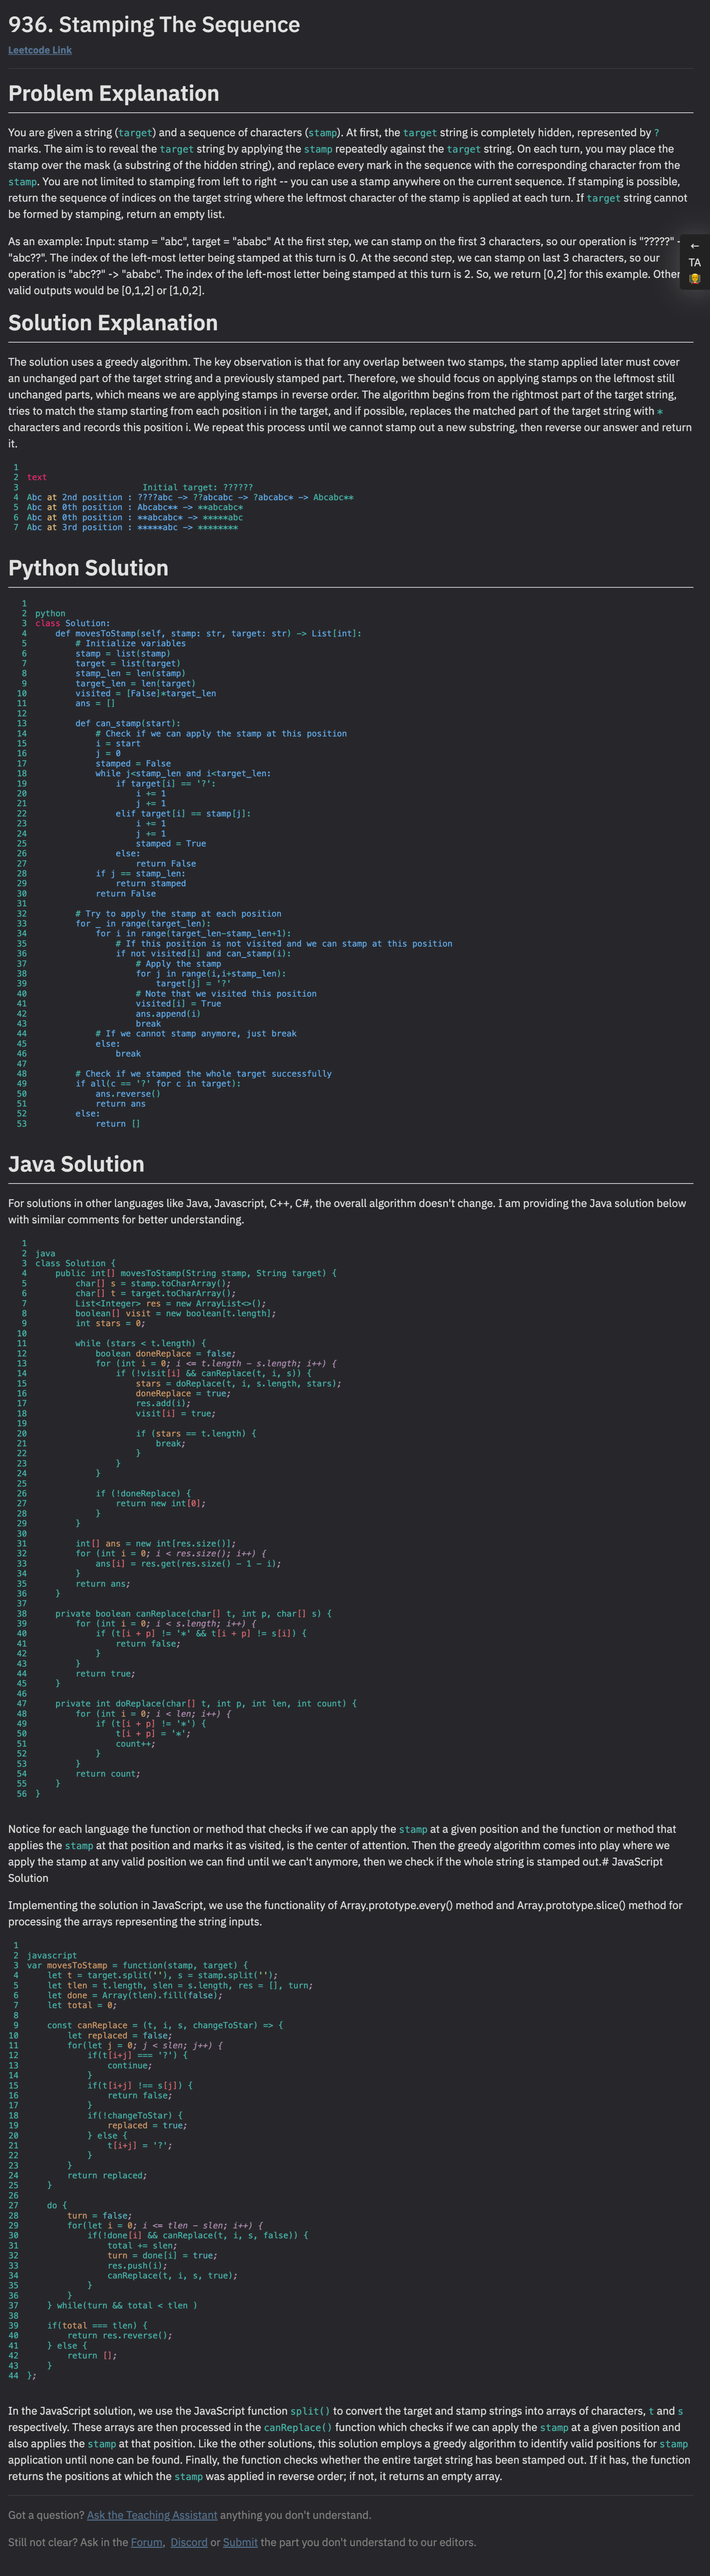 936. Stamping The Sequence
Leetcode Link
Problem Explanation
You are given a string (target) and a sequence of characters (stamp). At first, the target string is completely hidden, represented by ?
marks. The aim is to reveal the target string by applying the stamp repeatedly against the target string. On each turn, you may place the
stamp over the mask (a substring of the hidden string), and replace every mark in the sequence with the corresponding character from the
stamp. You are not limited to stamping from left to right -- you can use a stamp anywhere on the current sequence. If stamping is possible,
return the sequence of indices on the target string where the leftmost character of the stamp is applied at each turn. If target string cannot
be formed by stamping, return an empty list.
As an example: Input: stamp = "abc", target = "ababc" At the first step, we can stamp on the first 3 characters, so our operation is "?????" -
"abc??". The index of the left-most letter being stamped at this turn is 0. At the second step, we can stamp on last 3 characters, so our
operation is "abc??" -> "ababc". The index of the left-most letter being stamped at this turn is 2. So, we return [0,2] for this example. Other
valid outputs would be [0,1,2] or [1,0,2].
←
TA
Solution Explanation
The solution uses a greedy algorithm. The key observation is that for any overlap between two stamps, the stamp applied later must cover
an unchanged part of the target string and a previously stamped part. Therefore, we should focus on applying stamps on the leftmost still
unchanged parts, which means we are applying stamps in reverse order. The algorithm begins from the rightmost part of the target string,
tries to match the stamp starting from each position i in the target, and if possible, replaces the matched part of the target string with *
characters and records this position i. We repeat this process until we cannot stamp out a new substring, then reverse our answer and return
it.
1
2 text
3                        Initial target: ??????
4 Abc at 2nd position : ????abc -> ??abcabc -> ?abcabc* -> Abcabc**
5 Abc at 0th position : Abcabc** -> **abcabc*
6 Abc at 0th position : **abcabc* -> *****abc
7 Abc at 3rd position : *****abc -> ********
Python Solution
1
2 python
3 class Solution:
4     def movesToStamp(self, stamp: str, target: str) -> List[int]:
5         # Initialize variables
6         stamp = list(stamp)
7         target = list(target)
8         stamp_len = len(stamp)
9         target_len = len(target)
10         visited = [False]*target_len
11         ans = []
12
13         def can_stamp(start):
14             # Check if we can apply the stamp at this position
15             i = start
16             j = 0
17             stamped = False
18             while j<stamp_len and i<target_len:
19                 if target[i] == '?':
20                     i += 1
21                     j += 1
22                 elif target[i] == stamp[j]:
23                     i += 1
24                     j += 1
25                     stamped = True
26                 else:
27                     return False
28             if j == stamp_len:
29                 return stamped
30             return False
31
32         # Try to apply the stamp at each position
33         for _ in range(target_len):
34             for i in range(target_len-stamp_len+1):
35                 # If this position is not visited and we can stamp at this position
36                 if not visited[i] and can_stamp(i):
37                     # Apply the stamp
38                     for j in range(i,i+stamp_len):
39                         target[j] = '?'
40                     # Note that we visited this position
41                     visited[i] = True
42                     ans.append(i)
43                     break
44             # If we cannot stamp anymore, just break
45             else:
46                 break
47
48         # Check if we stamped the whole target successfully
49         if all(c == '?' for c in target):
50             ans.reverse()
51             return ans
52         else:
53             return []
Java Solution
For solutions in other languages like Java, Javascript, C++, C#, the overall algorithm doesn't change. I am providing the Java solution below
with similar comments for better understanding.
1
2 java
3 class Solution {
4     public int[] movesToStamp(String stamp, String target) {
5         char[] s = stamp.toCharArray();
6         char[] t = target.toCharArray();
7         List<Integer> res = new ArrayList<>();
8         boolean[] visit = new boolean[t.length];
9         int stars = 0;
10
11         while (stars < t.length) {
12             boolean doneReplace = false;
13             for (int i = 0; i <= t.length - s.length; i++) {
14                 if (!visit[i] && canReplace(t, i, s)) {
15                     stars = doReplace(t, i, s.length, stars);
16                     doneReplace = true;
17                     res.add(i);
18                     visit[i] = true;
19
20                     if (stars == t.length) {
21                         break;
22                     }
23                 }
24             }
25
26             if (!doneReplace) {
27                 return new int[0];
28             }
29         }
30
31         int[] ans = new int[res.size()];
32         for (int i = 0; i < res.size(); i++) {
33             ans[i] = res.get(res.size() - 1 - i);
34         }
35         return ans;
36     }
37
38     private boolean canReplace(char[] t, int p, char[] s) {
39         for (int i = 0; i < s.length; i++) {
40             if (t[i + p] != '*' && t[i + p] != s[i]) {
41                 return false;
42             }
43         }
44         return true;
45     }
46
47     private int doReplace(char[] t, int p, int len, int count) {
48         for (int i = 0; i < len; i++) {
49             if (t[i + p] != '*') {
50                 t[i + p] = '*';
51                 count++;
52             }
53         }
54         return count;
55     }
56 }
Notice for each language the function or method that checks if we can apply the stamp at a given position and the function or method that
applies the stamp at that position and marks it as visited, is the center of attention. Then the greedy algorithm comes into play where we
apply the stamp at any valid position we can find until we can't anymore, then we check if the whole string is stamped out.# JavaScript
Solution
Implementing the solution in JavaScript, we use the functionality of Array.prototype.every() method and Array.prototype.slice() method for
processing the arrays representing the string inputs.
1
2 javascript
3 var movesToStamp = function(stamp, target) {
4     let t = target.split(''), s = stamp.split('');
5     let tlen = t.length, slen = s.length, res = [], turn;
6     let done = Array(tlen).fill(false);
7     let total = 0;
8
9     const canReplace = (t, i, s, changeToStar) => {
10         let replaced = false;
11         for(let j = 0; j < slen; j++) {
12             if(t[i+j] === '?') {
13                 continue;
14             }
15             if(t[i+j] !== s[j]) {
16                 return false;
17             }
18             if(!changeToStar) {
19                 replaced = true;
20             } else {
21                 t[i+j] = '?';
22             }
23         }
24         return replaced;
25     }
26
27     do {
28         turn = false;
29         for(let i = 0; i <= tlen - slen; i++) {
30             if(!done[i] && canReplace(t, i, s, false)) {
31                 total += slen;
32                 turn = done[i] = true;
33                 res.push(i);
34                 canReplace(t, i, s, true);
35             }
36         }
37     } while(turn && total < tlen )
38
39     if(total === tlen) {
40         return res.reverse();
41     } else {
42         return [];
43     }
44 };
In the JavaScript solution, we use the JavaScript function split() to convert the target and stamp strings into arrays of characters, t and s
respectively. These arrays are then processed in the canReplace() function which checks if we can apply the stamp at a given position and
also applies the stamp at that position. Like the other solutions, this solution employs a greedy algorithm to identify valid positions for stamp
application until none can be found. Finally, the function checks whether the entire target string has been stamped out. If it has, the function
returns the positions at which the stamp was applied in reverse order; if not, it returns an empty array.
Got a question? Ask the Teaching Assistant anything you don't understand.
Still not clear? Ask in the Forum, Discord or Submit the part you don't understand to our editors.